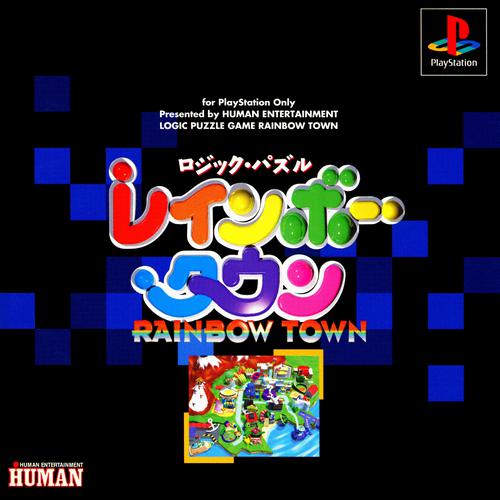 PlayStation
for PlayStation Only
Presented by HUMAN ENTERTAINMENT
LOGIC PUZZLE GAME RAINBOW TOWN
ロジック・パズル
レインボー
タウン
RAINBOW TOWN
HUMAN ENTERTAINMENT
HUMAN